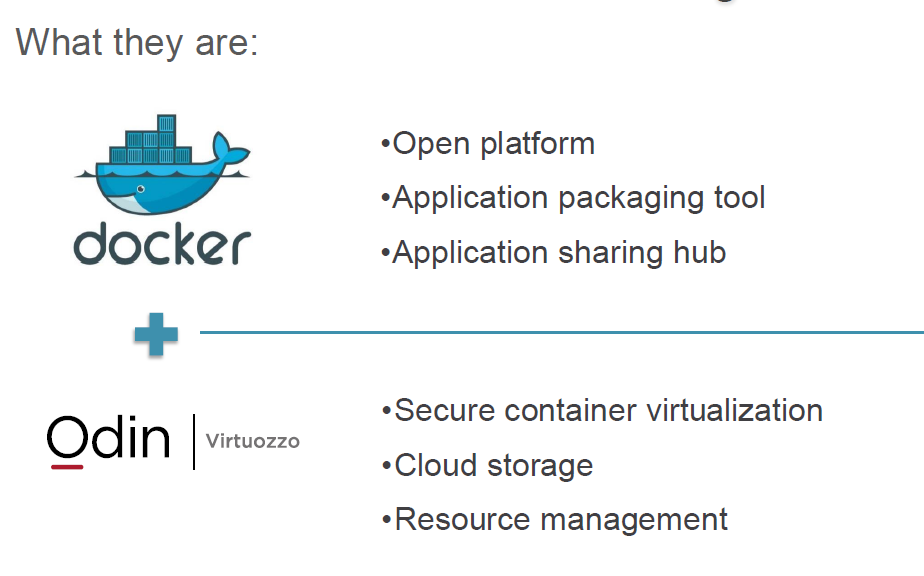 What they are:
docker
•Open platform
•Application packaging tool
•Application sharing hub
Odin | Virtuozzo
•Secure container virtualization
•Cloud storage
•Resource management